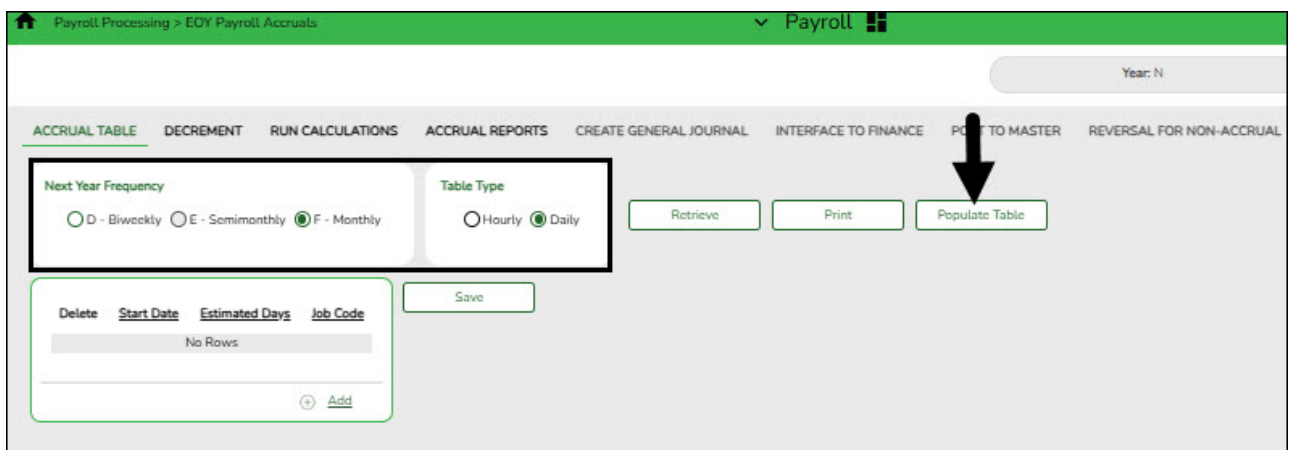 Payroll Processing > EOY Payroll Accruals
Payroll
Year: N
ACCRUAL TABLE DECREMENT RUN CALCULATIONS ACCRUAL REPORTS CREATE GENERAL JOURNAL INTERFACE TO FINANCE TO MASTER REVERSAL FOR NON-ACCRUAL
Next Year Frequency Table Type
D - Biweekly E - Semimonthly F - Monthly Hourly Daily Retrieve Print Populate Table
Save
Delete Start Date Estimated Days Job Code
No Rows
Add